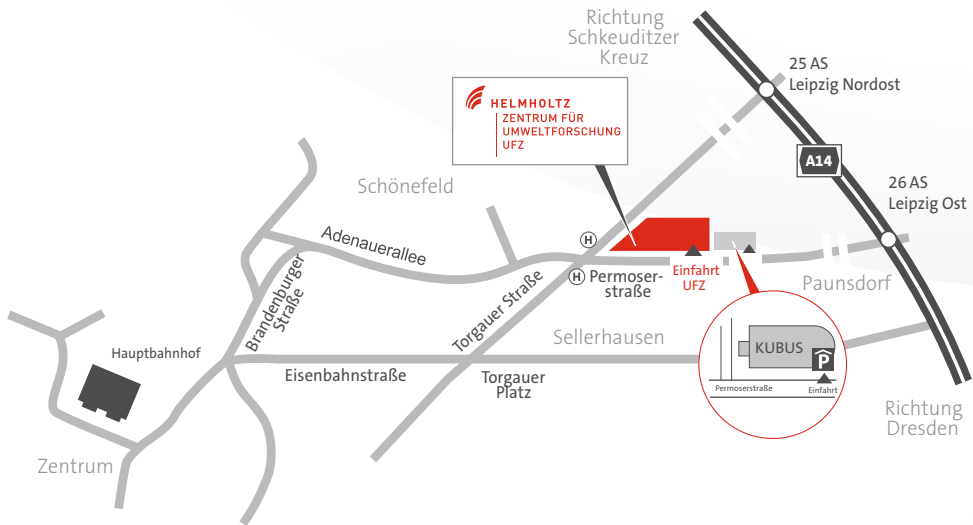 Richtung
Schkeuditzer
Kreuz
25 AS
Leipzig Nordost
HELMHOLTZ
ZENTRUM FÜR
UMWELTFORSCHUNG
UFZ
A14
26 AS
Leipzig Ost
Schönefeld
Adenauerallee
H
H
Permoser-
straße
Einfahrt
UFZ
Paunsdorf
Brandenburger
Straße
Torgauer Straße
Sellerhausen
Hauptbahnhof
Eisenbahnstraße
Torgauer
Platz
KUBUS
P
Permoserstraße
Einfahrt
Richtung
Dresden
Zentrum